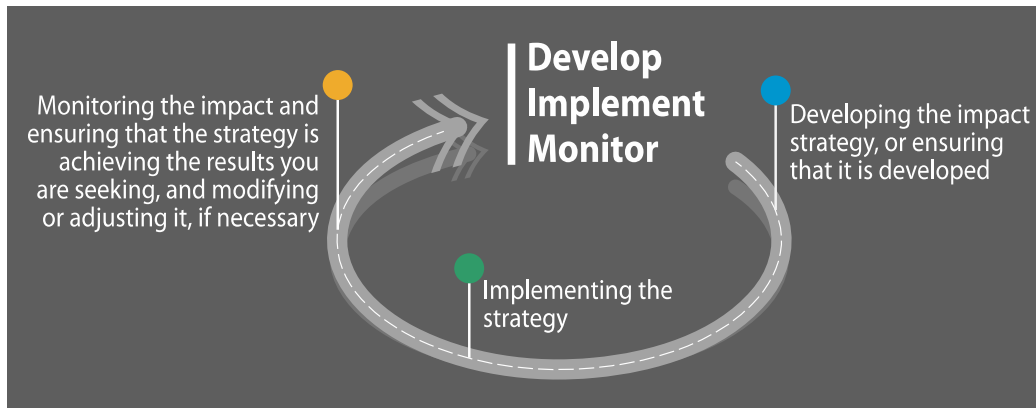 Develop
Implement
Monitor
Developing the impact
strategy, or ensuring
that it is developed
Implementing the
strategy
Monitoring the impact and
ensuring that the strategy is
achieving the results you
are seeking, and modifying
or adjusting it, if necessary